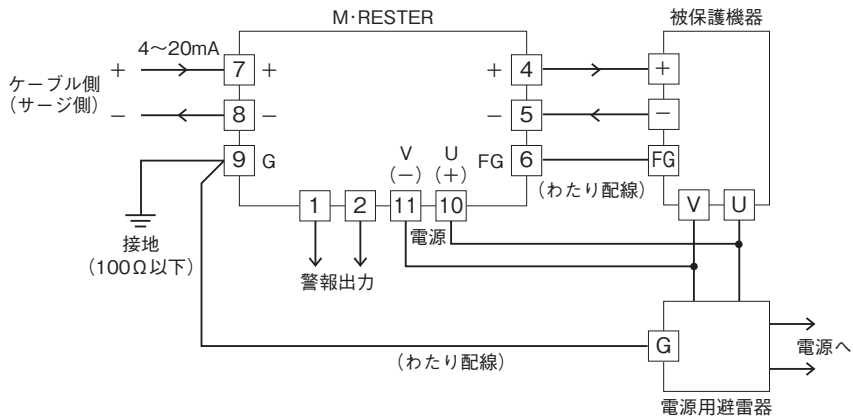 M･RESTER
被保護機器
4～20mA
ケーブル側
（サージ側）
+
7
+
+
4
+
−
8
−
−
5
−
9
G
V
（−）
U
（+）
FG
6
FG
（わたり配線）
1
2
11
10
電源
V
U
接地
（100Ω以下）
警報出力
（わたり配線）
G
電源へ
電源用避雷器